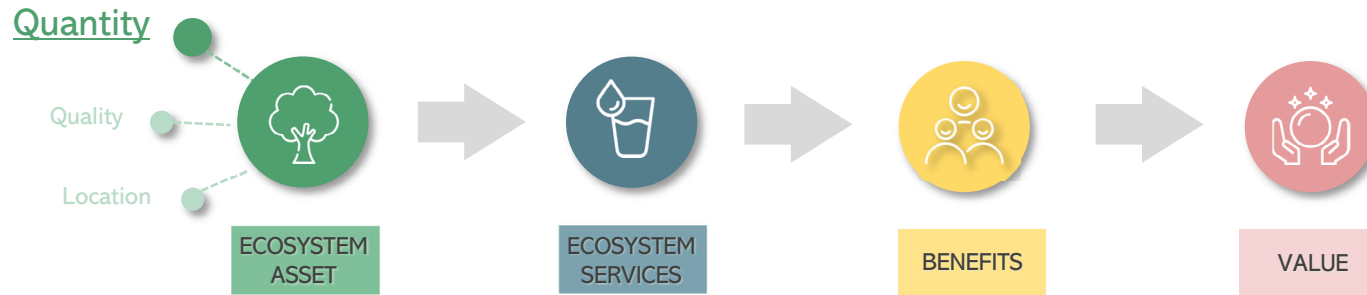 Quantity
Quality
Location
ECOSYSTEM
ASSET
ECOSYSTEM
SERVICES
BENEFITS
VALUE